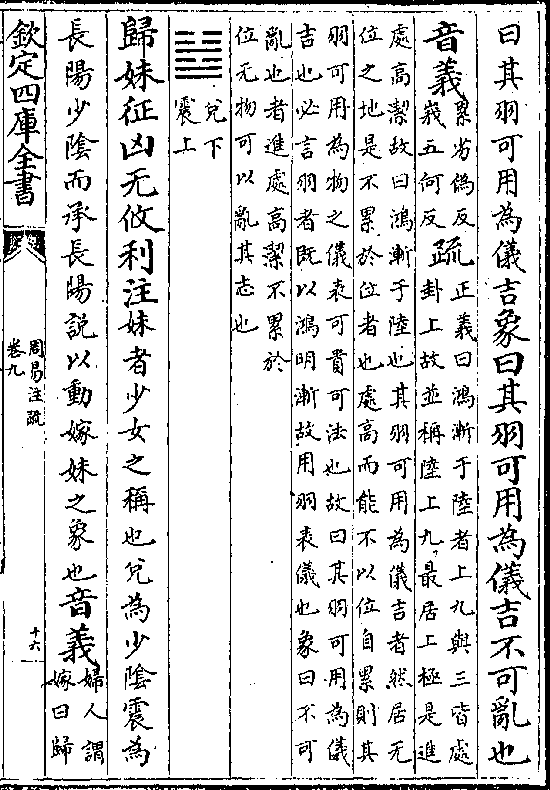 曰其羽可用為儀吉象曰其羽可用為儀吉不可亂也
音義累劣偽反
峩五何反疏正義曰鴻漸于陸者上九與三皆處
卦上故並稱陸上九最居上極是進
處高潔故曰鴻漸于陸也其羽可用為儀吉者然居无
位之地是不累於位者也處高而能不以位自累則其
羽可用為物之儀表可貴可法也故曰其羽可用為儀
吉也必言羽者既以鴻明漸故用羽表儀也象曰不可
亂也者進處高潔不累於
位无物可以亂其志也
兌下
震上
歸妹征凶无攸利注妹者少女之稱也兌為少陰震為
長陽少陰而承長陽說以動嫁妹之象也音義婦人謂
嫁曰歸
欽定四庫全書
周易注疏
卷九
十六